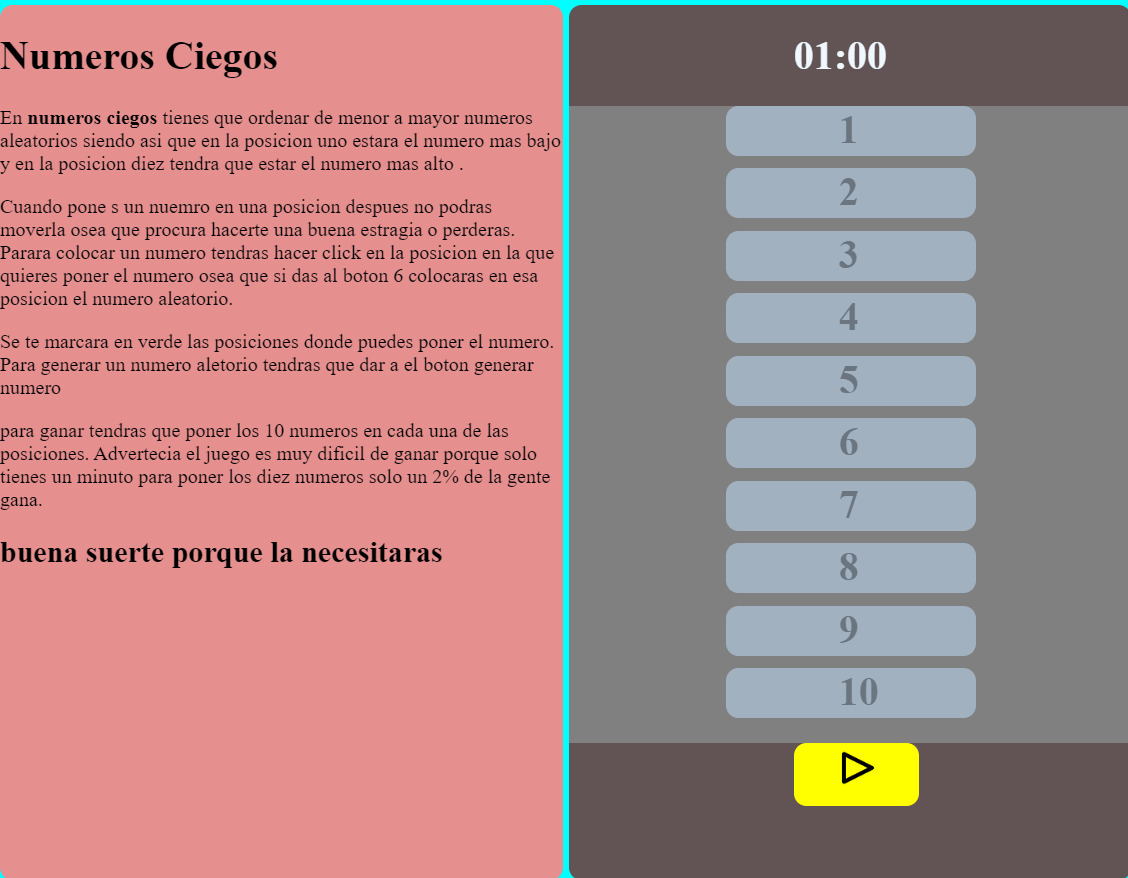 Numeros Ciegos
En numeros ciegos tienes que ordenar de menor a mayor numeros
aleatorios siendo asi que en la posicion uno estara el numero mas bajo
y en la posicion diez tendra que estar el numero mas alto .
Cuando pone s un nuemro en una posicion despues no podras
moverla osea que procura hacerte una buena estragia o perderas.
Parara colocar un numero tendras hacer click en la posicion en la que
quieres poner el numero osea que si das al boton 6 colocaras en esa
posicion el numero aleatorio.
Se te marcara en verde las posiciones donde puedes poner el numero.
Para generar un numero aletorio tendras que dar a el boton generar
numero
para ganar tendras que poner los 10 numeros en cada una de las
posiciones. Advertecia el juego es muy dificil de ganar porque solo
tienes un minuto para poner los diez numeros solo un 2% de la gente
gana.
buena suerte porque la necesitaras
01:00
1
2
3
4
5
6
7
8
9
10